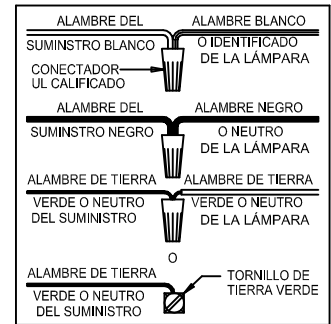 ALAMBRE DEL ALAMBRE BLANCO
SUMINSTRO BLANCO O IDENTIFICADO
DE LA LÁMPARA
CONECTADOR
UL CALIFICADO
ALAMBRE DEL ALAMBRE NEGRO
SUMINSTRO NEGRO O NEUTRO
DE LA LÁMPARA
ALAMBRE DE TIERRA ALAMBRE DE TIERRA
VERDE O NEUTRO VERDE O NEUTRO
DEL SUMINISTRO DE LA LÁMPARA
O
ALAMBRE DE TIERRA TORNILLO DE
TIERRA VERDE
VERDE O NEUTRO
DEL SUMINISTRO